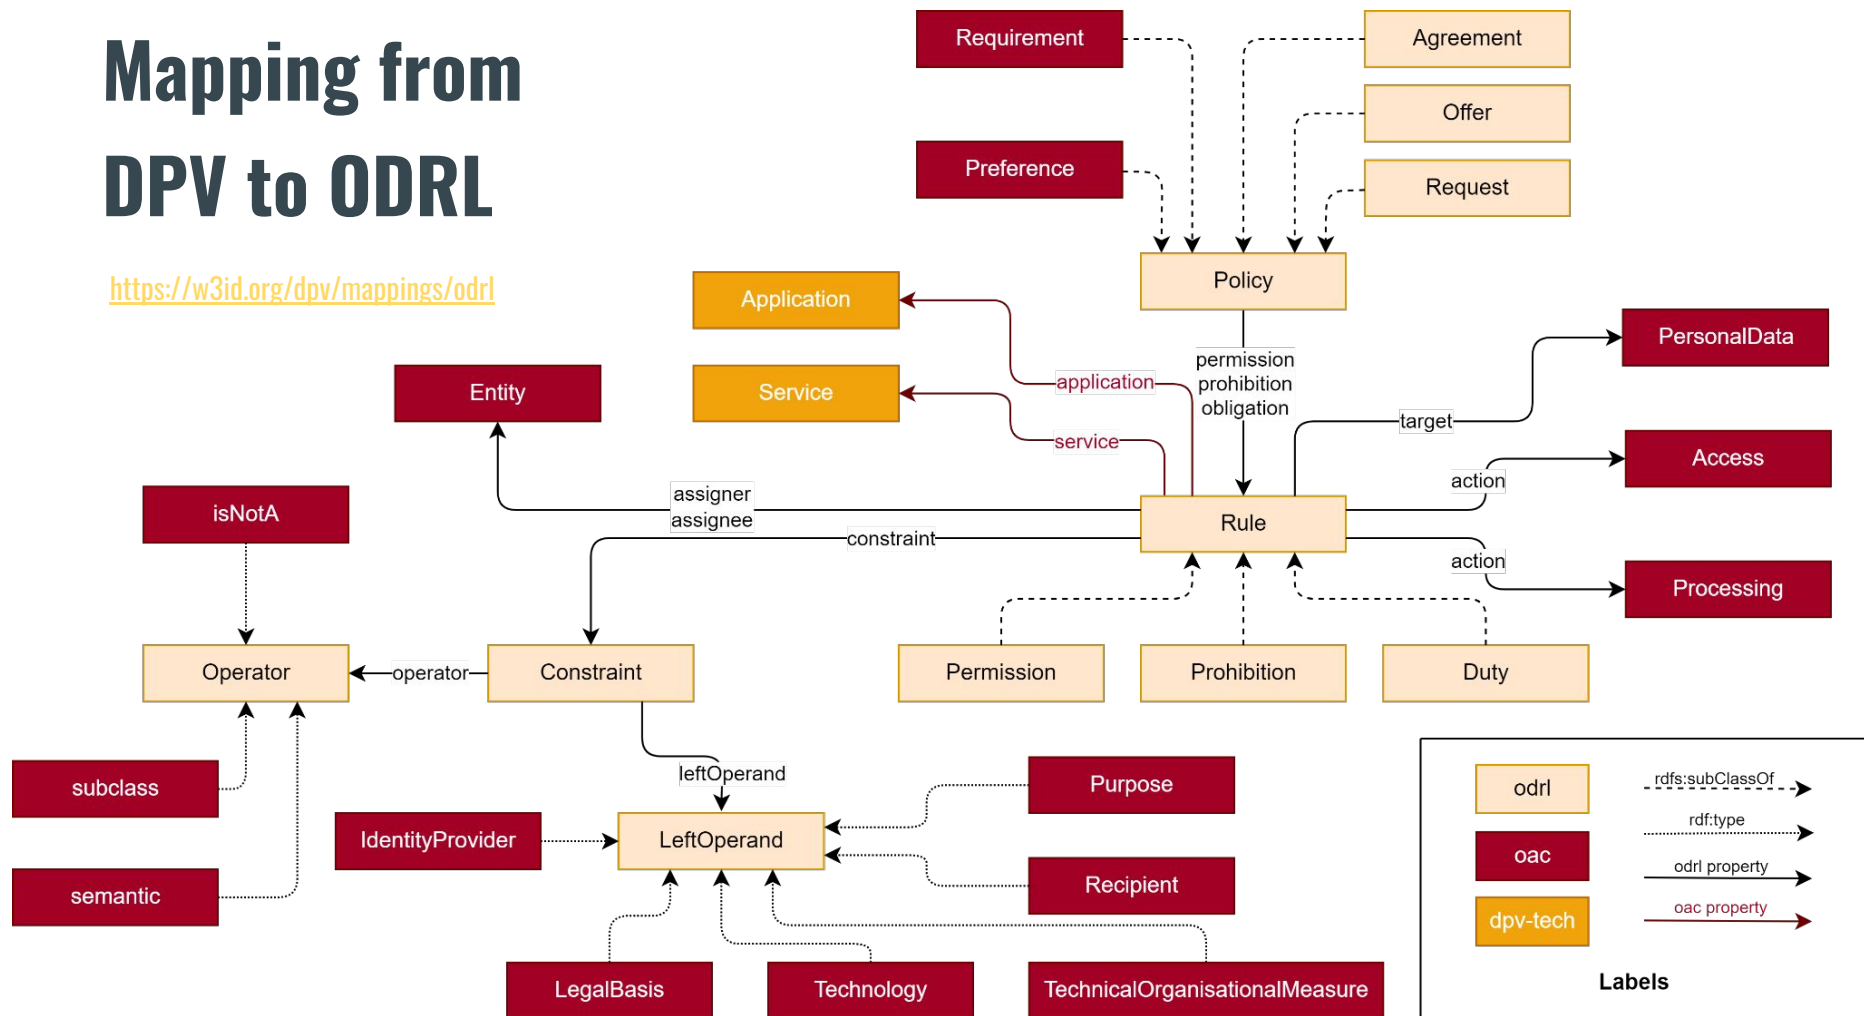 Mapping from
DPV to ODRL
https://w3id.org/dpv/mappings/odrl
Requirement
Agreement
Offer
Preference
Request
Policy
Application
permission
prohibition
obligation
PersonalData
application
Entity
Service
target
service
Access
action
assigner
assignee
isNotA
Rule
constraint
action
Processing
Operator
operator
Constraint
Permission
Prohibition
Duty
leftOperand
subclass
Purpose
IdentityProvider
LeftOperand
semantic
Recipient
LegalBasis
Technology
TechnicalOrganisationalMeasure
odrl
rdfs:subClassOf
rdf:type
oac
odrl property
dpv-tech
oac property
Labels